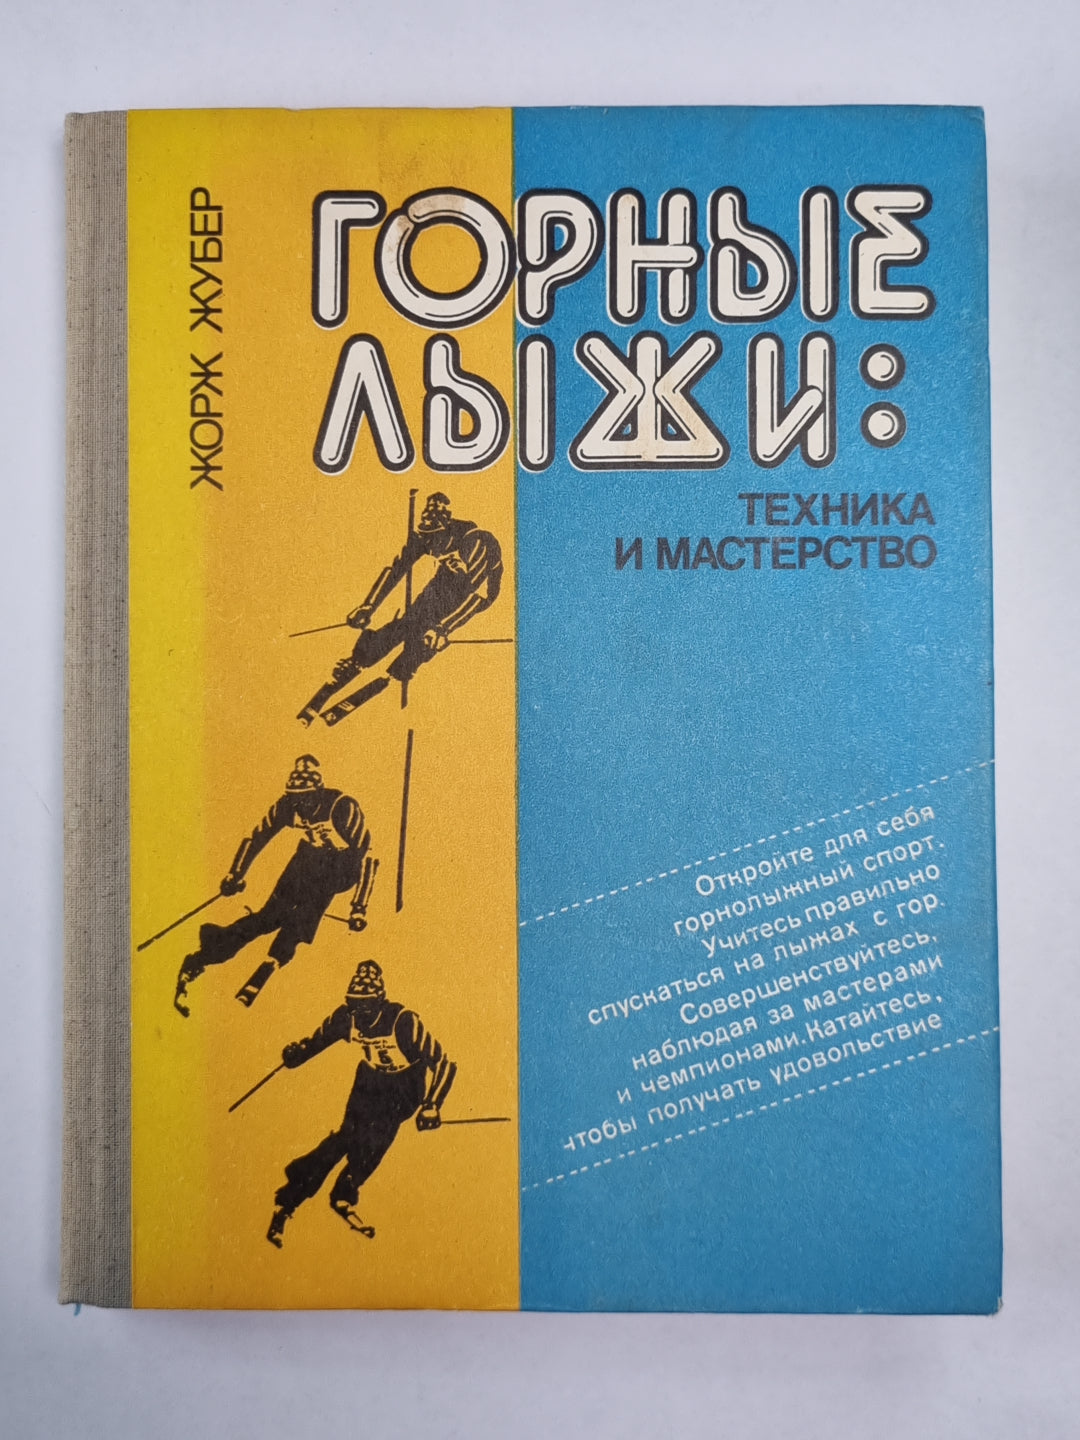 ЖОРЖ ЖУБЕР
ГОРНЫЕ
ЛЫЖИ:
ТЕХНИКА
И МАСТЕРСТВО
Откройте для себя
горнолыжный спорт.
Учитесь правильно
спускаться на лыжах с гор.
Совершенствуйтесь,
наблюдая за мастерами
и чемпионами. Катайтесь,
чтобы получать удовольствие